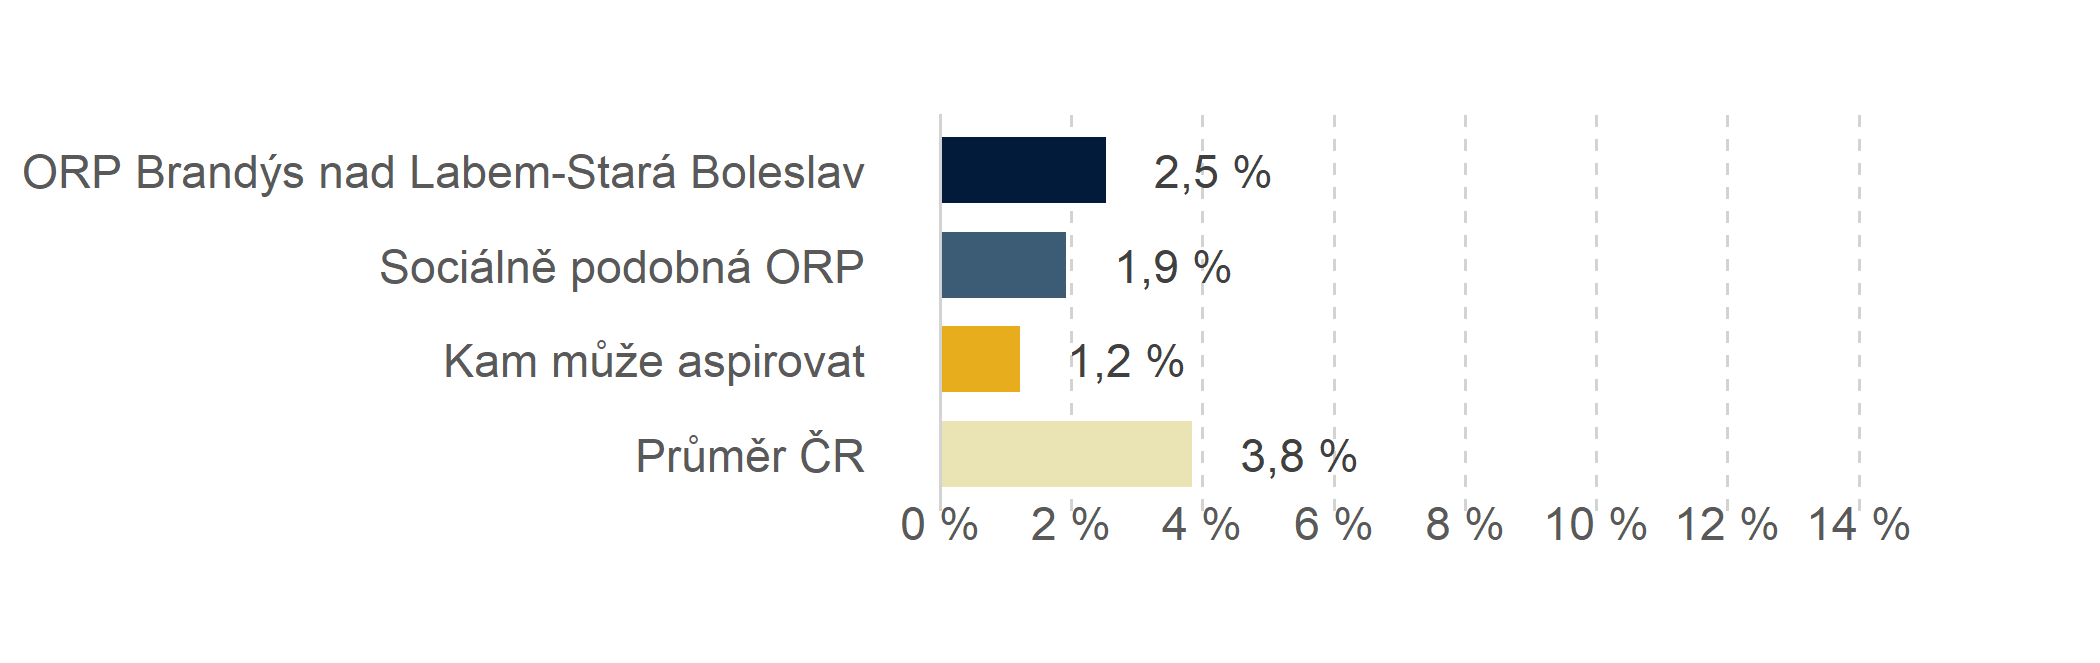 ORP Brandýs nad Labem-Stará Boleslav 2,5 %
Sociálně podobná ORP 1,9 %
Kam může aspirovat 1,2 %
Průměr ČR 3,8 %
0 % 2 % 4 % 6 % 8 % 10 % 12 % 14 %